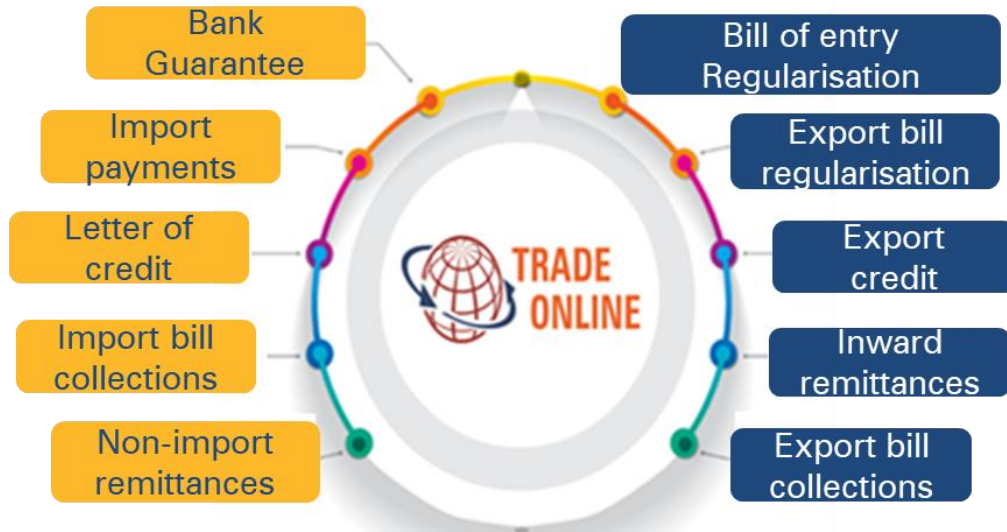 Bank
Guarantee
Import
payments
Letter of
credit
Import bill
collections
Non-import
remittances
TRADE
ONLINE
Bill of entry
Regularisation
Export bill
regularisation
Export
credit
Inward
remittances
Export bill
collections